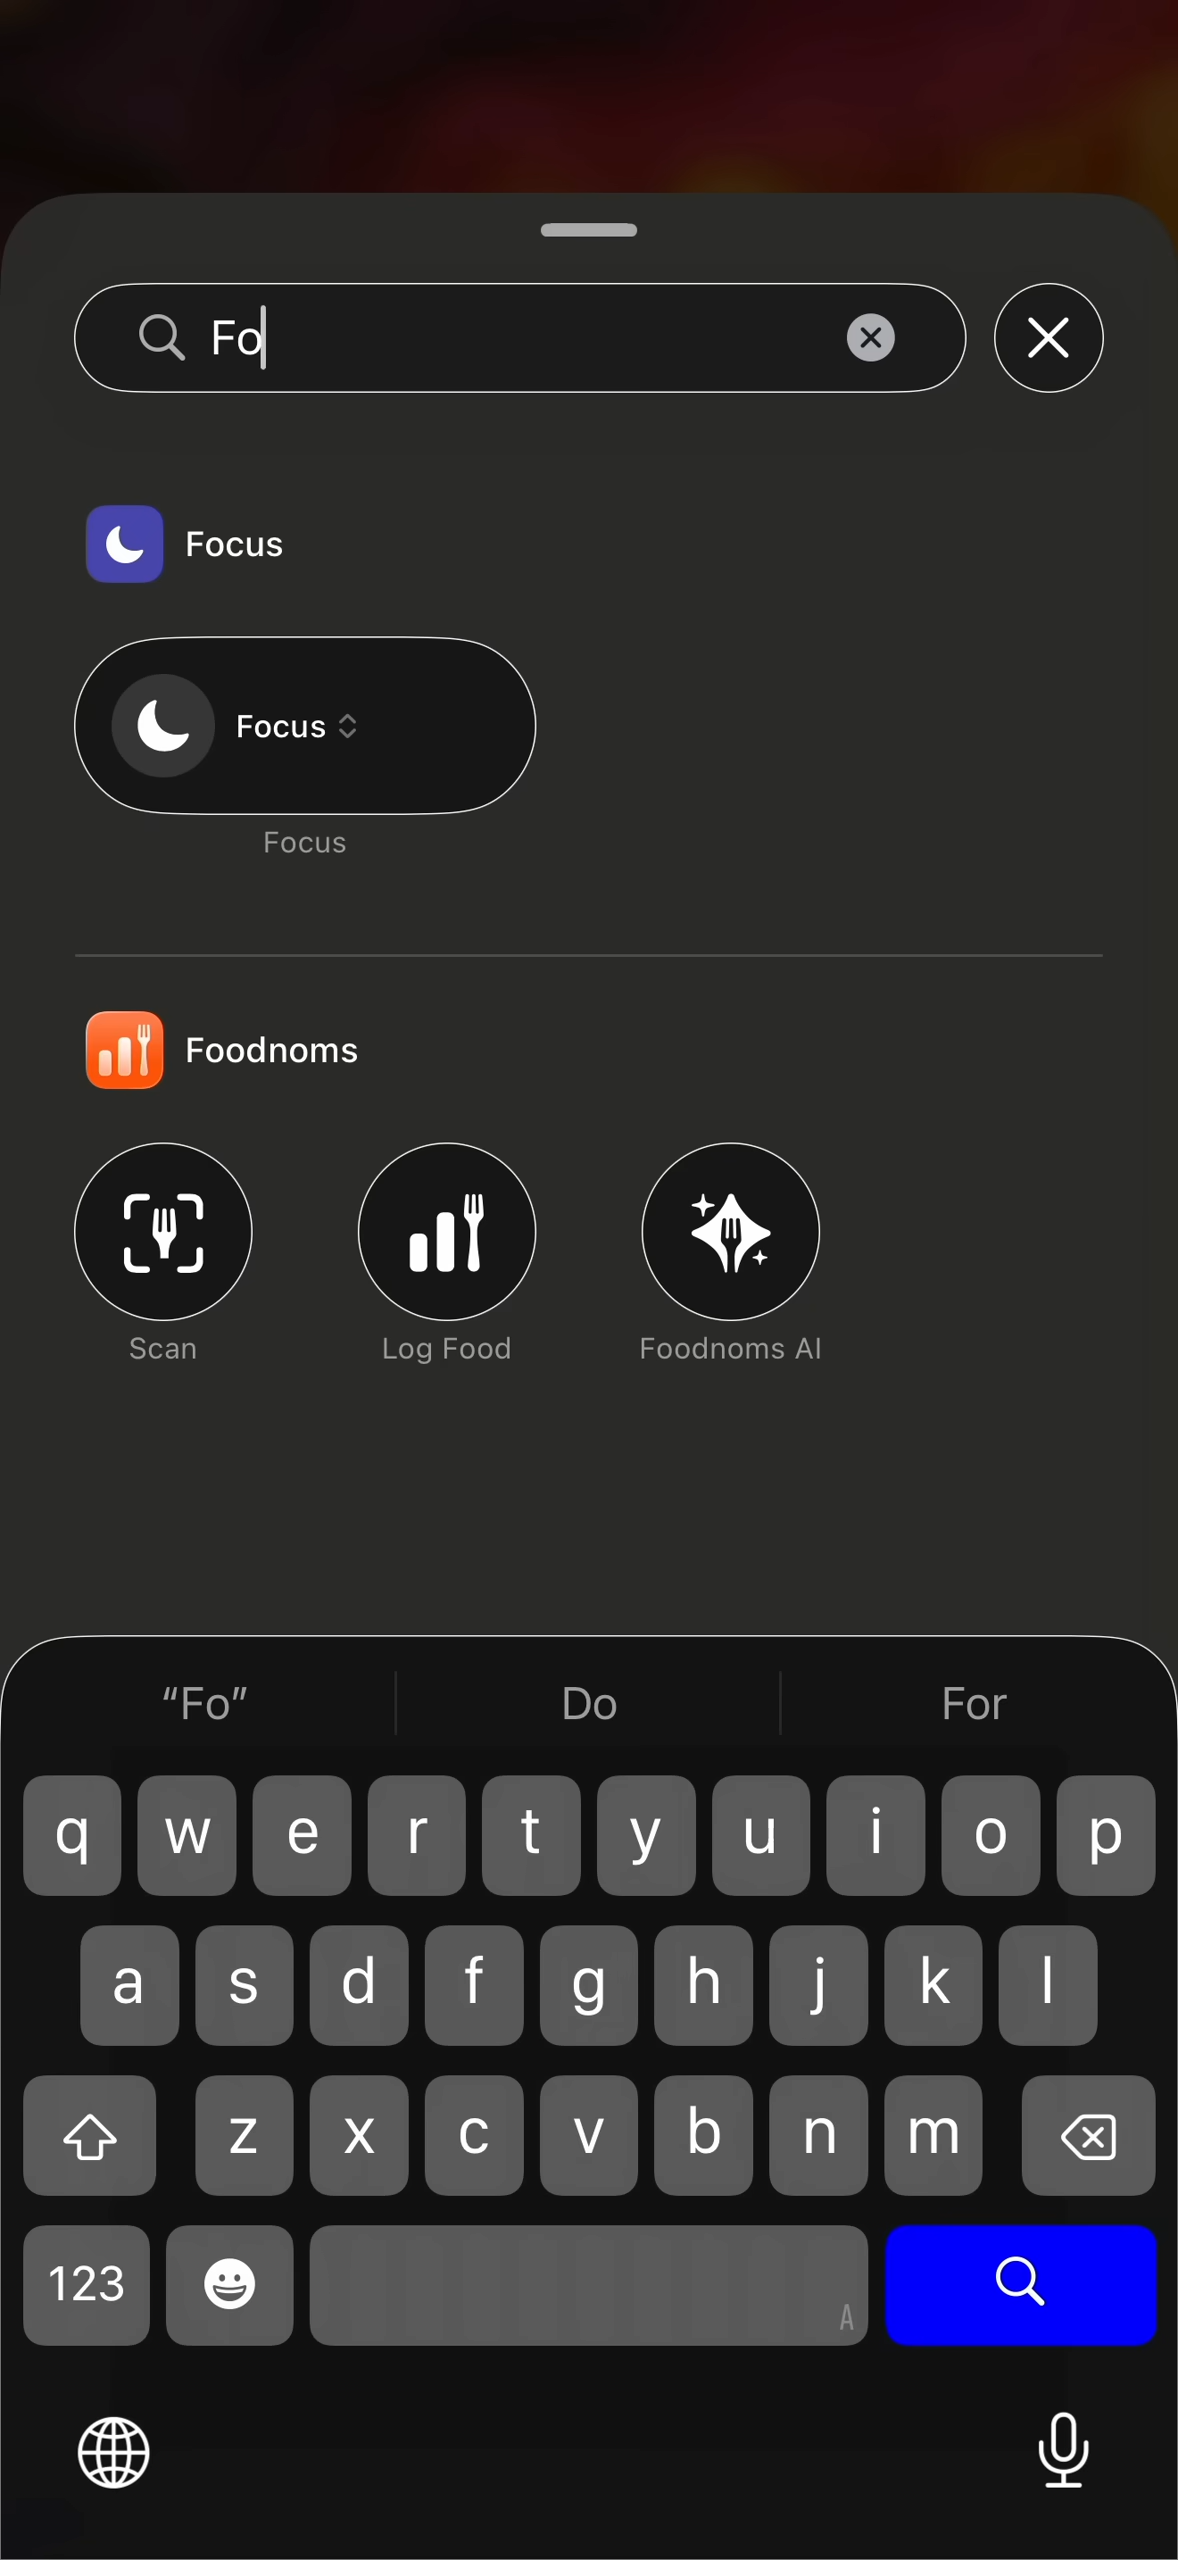 Fo
Focus
Focus
Focus
Foodnoms
Scan Log Food Foodnoms AI
“Fo” Do For
q w e r t y u i o p
a s d f g h j k l
z x c v b n m
123
A